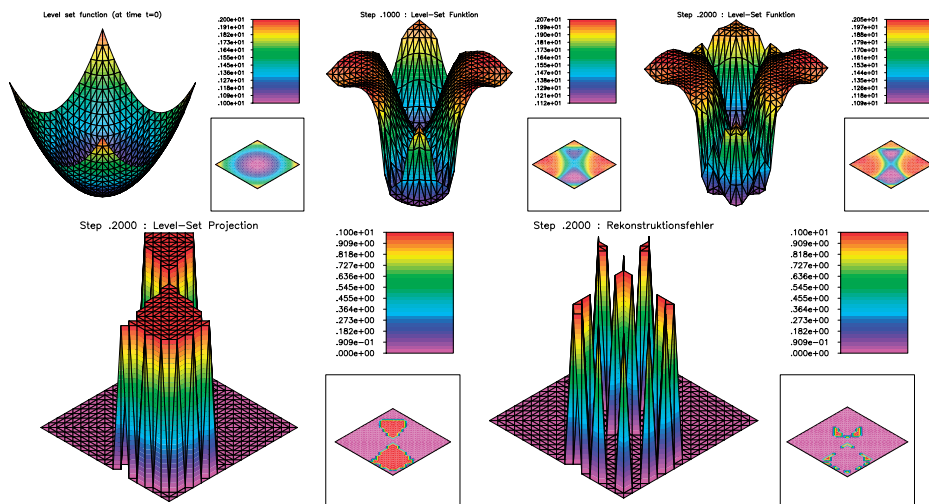 Level set function (at time t=0)
.200e+01
.191e+01
.182e+01
.173e+01
.164e+01
.155e+01
.145e+01
.136e+01
.127e+01
.118e+01
.109e+01
.100e+01
Step .1000 : Level-Set Funktion
.207e+01
.198e+01
.190e+01
.181e+01
.173e+01
.164e+01
.155e+01
.147e+01
.138e+01
.129e+01
.121e+01
.112e+01
Step .2000 : Level-Set Funktion
.205e+01
.197e+01
.188e+01
.179e+01
.170e+01
.161e+01
.153e+01
.144e+01
.135e+01
.126e+01
.118e+01
.109e+01
Step .2000 : Level-Set Projection
.100e+01
.909e+00
.818e+00
.727e+00
.636e+00
.545e+00
.455e+00
.364e+00
.273e+00
.182e+00
.909e-01
.000e+00
Step .2000 : Rekonstruktionsfehler
.100e+01
.909e+00
.818e+00
.727e+00
.636e+00
.545e+00
.455e+00
.364e+00
.273e+00
.182e+00
.909e-01
.000e+00